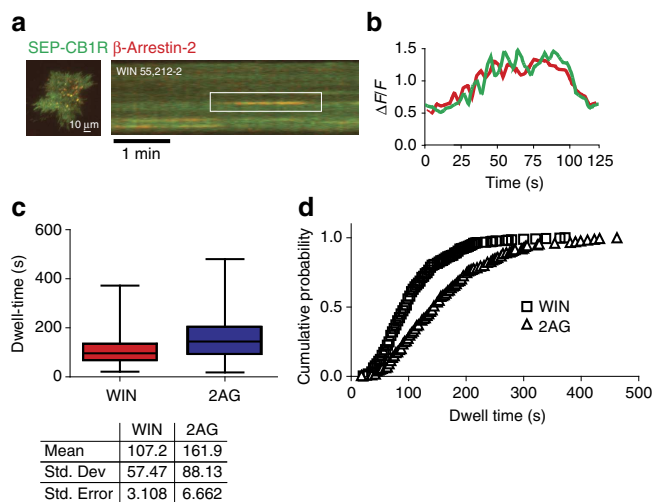 a
SEP-CB1R β-Arrestin-2
WIN 55,212-2
10 µm
1 min
b
ΔF/F
1.5
1.0
0.5
0
0 25 50 75 100 125
Time (s)
c
Dwell-time (s)
600
400
200
0
WIN 2AG
WIN 2AG
Mean 107.2 161.9
Std. Dev 57.47 88.13
Std. Error 3.108 6.662
d
Cumulative probability
1.0
0.5
0
WIN
2AG
0 100 200 300 400 500
Dwell time (s)